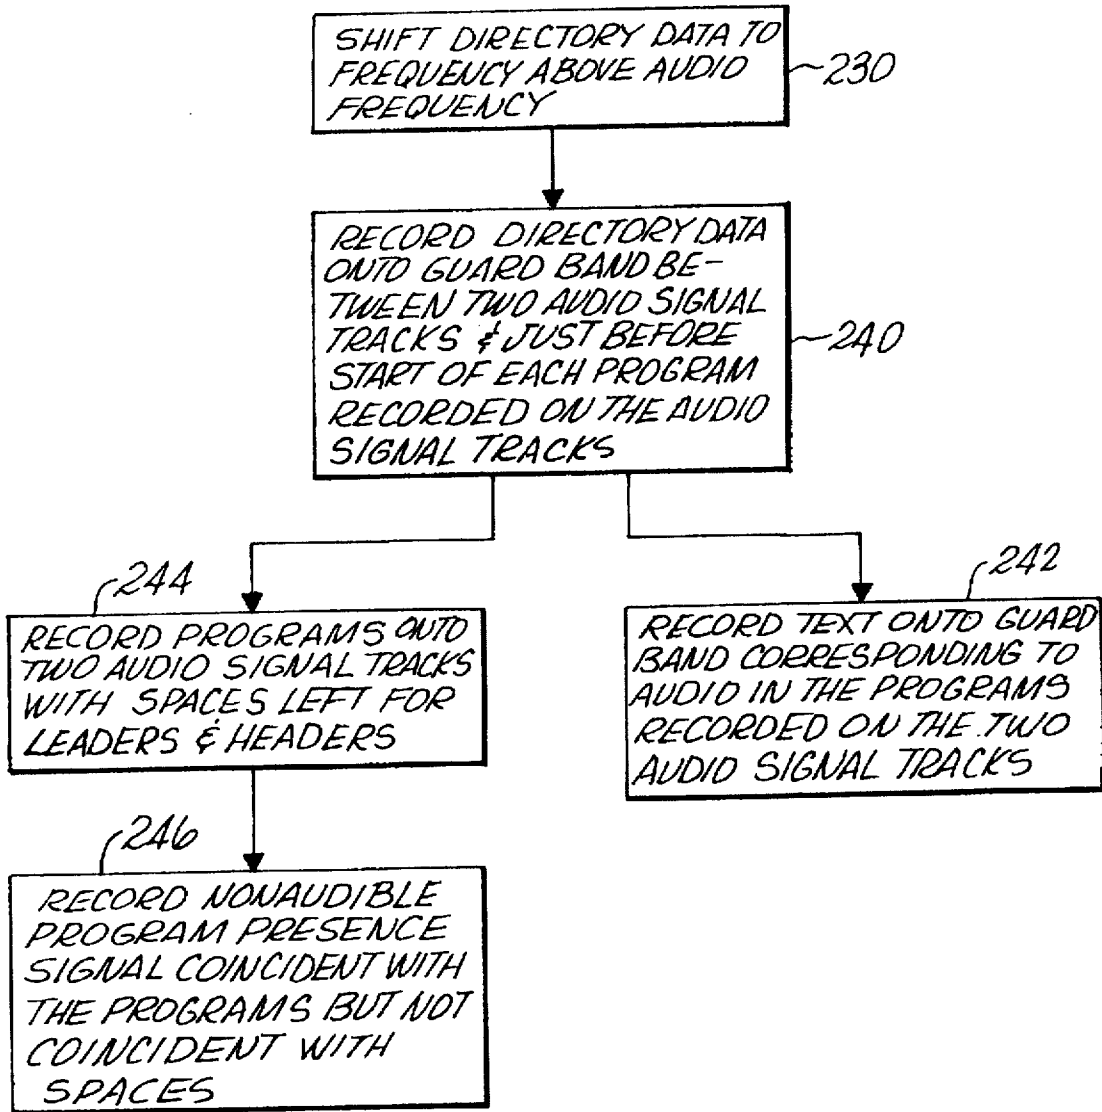 SHIFT DIRECTORY DATA TO
FREQUENCY ABOVE AUDIO
FREQUENCY
230
RECORD DIRECTORY DATA
ONTO GUARD BAND BE-
TWEEN TWO AUDIO SIGNAL
TRACKS & JUST BEFORE
START OF EACH PROGRAM
RECORDED ON THE AUDIO
SIGNAL TRACKS
240
244
RECORD PROGRAMS ONTO
TWO AUDIO SIGNAL TRACKS
WITH SPACES LEFT FOR
LEADERS & HEADERS
242
RECORD TEXT ONTO GUARD
BAND CORRESPONDING TO
AUDIO IN THE PROGRAMS
RECORDED ON THE TWO
AUDIO SIGNAL TRACKS
246
RECORD NONAUDIBLE
PROGRAM PRESENCE
SIGNAL COINCIDENT WITH
THE PROGRAMS BUT NOT
COINCIDENT WITH
SPACES